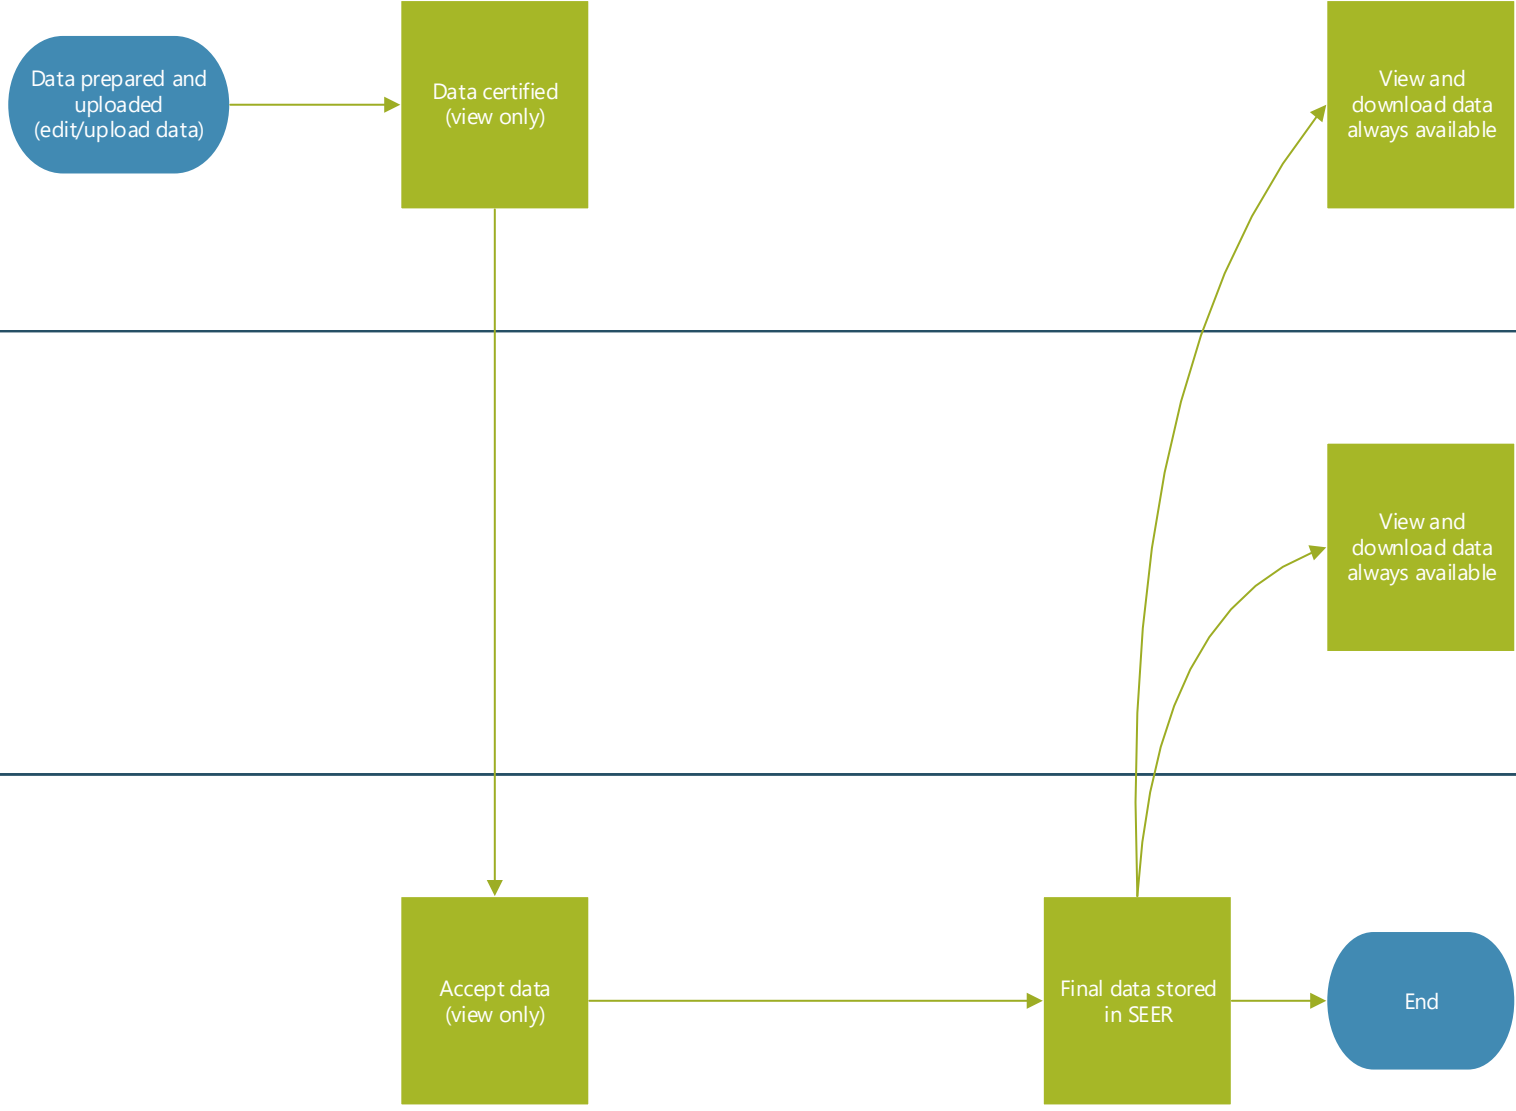 Data prepared and
uploaded
(edit/upload data)
Data certified
(view only)
View and
download data
always available
View and
download data
always available
Accept data
(view only)
Final data stored
in SEER
End